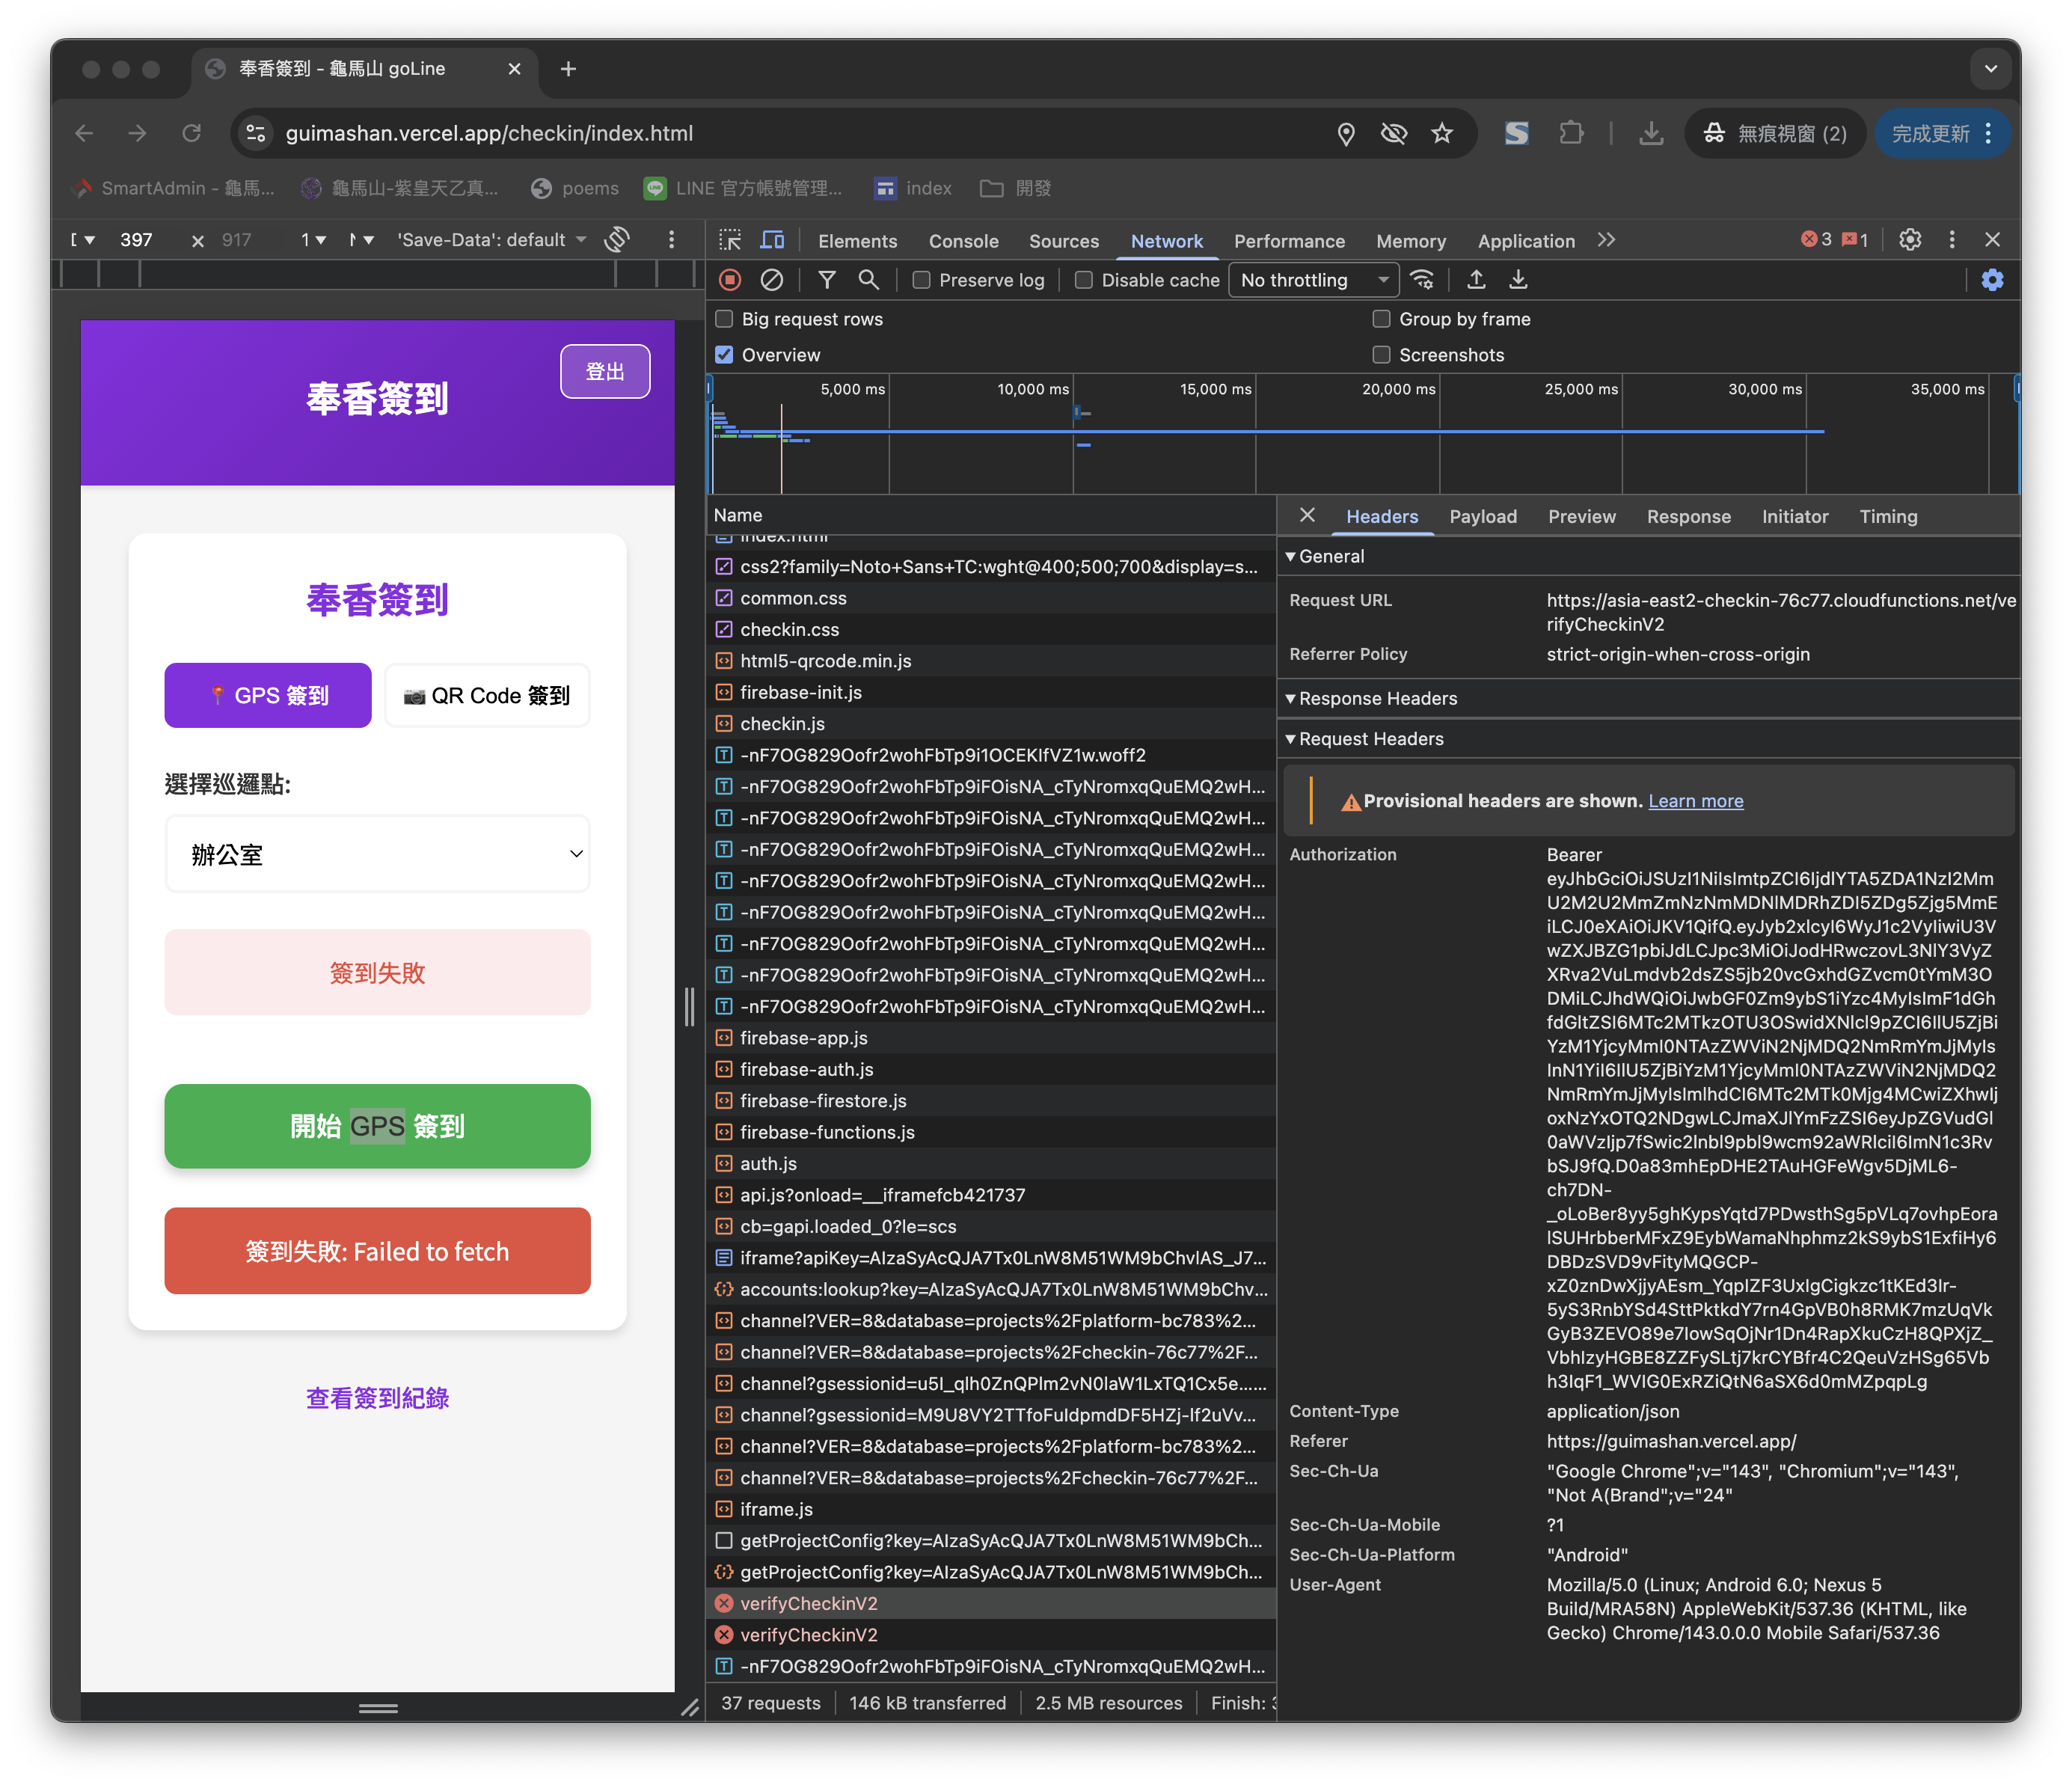 奉香簽到 - 龜馬山 goLine
guimashan.vercel.app/checkin/index.html
無痕視窗 (2)
完成更新
SmartAdmin - 龜馬...
龜馬山-紫皇天乙真...
poems
LINE 官方帳號管理...
index
開發
397 × 917
'Save-Data': default
登出
奉香簽到
奉香簽到
GPS 簽到
QR Code 簽到
選擇巡邏點:
辦公室
簽到失敗
開始 GPS 簽到
簽到失敗: Failed to fetch
查看簽到紀錄
Elements Console Sources Network Performance Memory Application
3 1
Preserve log Disable cache No throttling
Big request rows
Group by frame
Overview
Screenshots
5,000 ms 10,000 ms 15,000 ms 20,000 ms 25,000 ms 30,000 ms 35,000 ms
Name
index.html
css2?family=Noto+Sans+TC:wght@400;500;700&display=s...
common.css
checkin.css
html5-qrcode.min.js
firebase-init.js
checkin.js
-nF7OG829Oofr2wohFbTp9i1OCEKIfVZ1w.woff2
-nF7OG829Oofr2wohFbTp9iFOisNA_cTyNromxqQuEMQ2wH...
-nF7OG829Oofr2wohFbTp9iFOisNA_cTyNromxqQuEMQ2wH...
-nF7OG829Oofr2wohFbTp9iFOisNA_cTyNromxqQuEMQ2wH...
-nF7OG829Oofr2wohFbTp9iFOisNA_cTyNromxqQuEMQ2wH...
-nF7OG829Oofr2wohFbTp9iFOisNA_cTyNromxqQuEMQ2wH...
-nF7OG829Oofr2wohFbTp9iFOisNA_cTyNromxqQuEMQ2wH...
-nF7OG829Oofr2wohFbTp9iFOisNA_cTyNromxqQuEMQ2wH...
-nF7OG829Oofr2wohFbTp9iFOisNA_cTyNromxqQuEMQ2wH...
firebase-app.js
firebase-auth.js
firebase-firestore.js
firebase-functions.js
auth.js
api.js?onload=__iframefcb421737
cb=gapi.loaded_0?le=scs
iframe?apiKey=AIzaSyAcQJA7Tx0LnW8M51WM9bChvlAS_J7...
accounts:lookup?key=AIzaSyAcQJA7Tx0LnW8M51WM9bChv...
channel?VER=8&database=projects%2Fplatform-bc783%2...
channel?VER=8&database=projects%2Fcheckin-76c77%2F...
channel?gsessionid=u5I_qlh0ZnQPIm2vN0laW1LxTQ1Cx5e......
channel?gsessionid=M9U8VY2TTfoFuIdpmdDF5HZj-If2uVv...
channel?VER=8&database=projects%2Fplatform-bc783%2...
channel?VER=8&database=projects%2Fcheckin-76c77%2F...
iframe.js
getProjectConfig?key=AIzaSyAcQJA7Tx0LnW8M51WM9bCh...
getProjectConfig?key=AIzaSyAcQJA7Tx0LnW8M51WM9bCh...
verifyCheckinV2
verifyCheckinV2
-nF7OG829Oofr2wohFbTp9iFOisNA_cTyNromxqQuEMQ2wH...
37 requests 146 kB transferred 2.5 MB resources Finish:
Headers Payload Preview Response Initiator Timing
General
Request URL
https://asia-east2-checkin-76c77.cloudfunctions.net/ve
rifyCheckinV2
Referrer Policy
strict-origin-when-cross-origin
Response Headers
Request Headers
Provisional headers are shown. Learn more
Authorization
Bearer
Content-Type
application/json
Referer
https://guimashan.vercel.app/
Sec-Ch-Ua
"Google Chrome";v="143", "Chromium";v="143",
"Not A(Brand";v="24"
Sec-Ch-Ua-Mobile
?1
Sec-Ch-Ua-Platform
"Android"
User-Agent
Mozilla/5.0 (Linux; Android 6.0; Nexus 5
Build/MRA58N) AppleWebKit/537.36 (KHTML, like
Gecko) Chrome/143.0.0.0 Mobile Safari/537.36